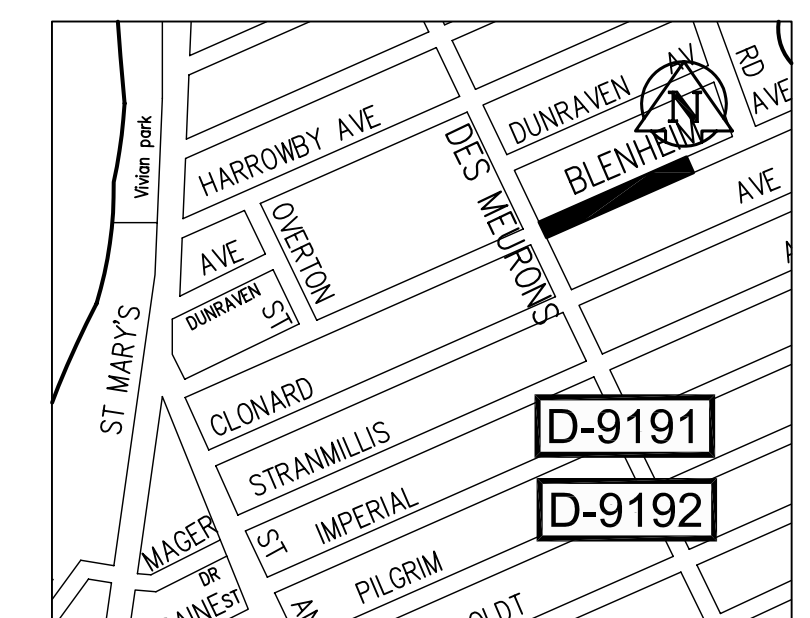 DUNRAVEN AV
RD
AVE
N
Vivian park
HARROWBY AVE
BLENHEIM
DES MEURONS
AVE
OVERTON
AVE
DUNRAVEN
ST
ST MARY'S
CLONARD
D-9191
STRANMILLIS
D-9192
IMPERIAL
ST
MAGER
DR
PILGRIM
ST